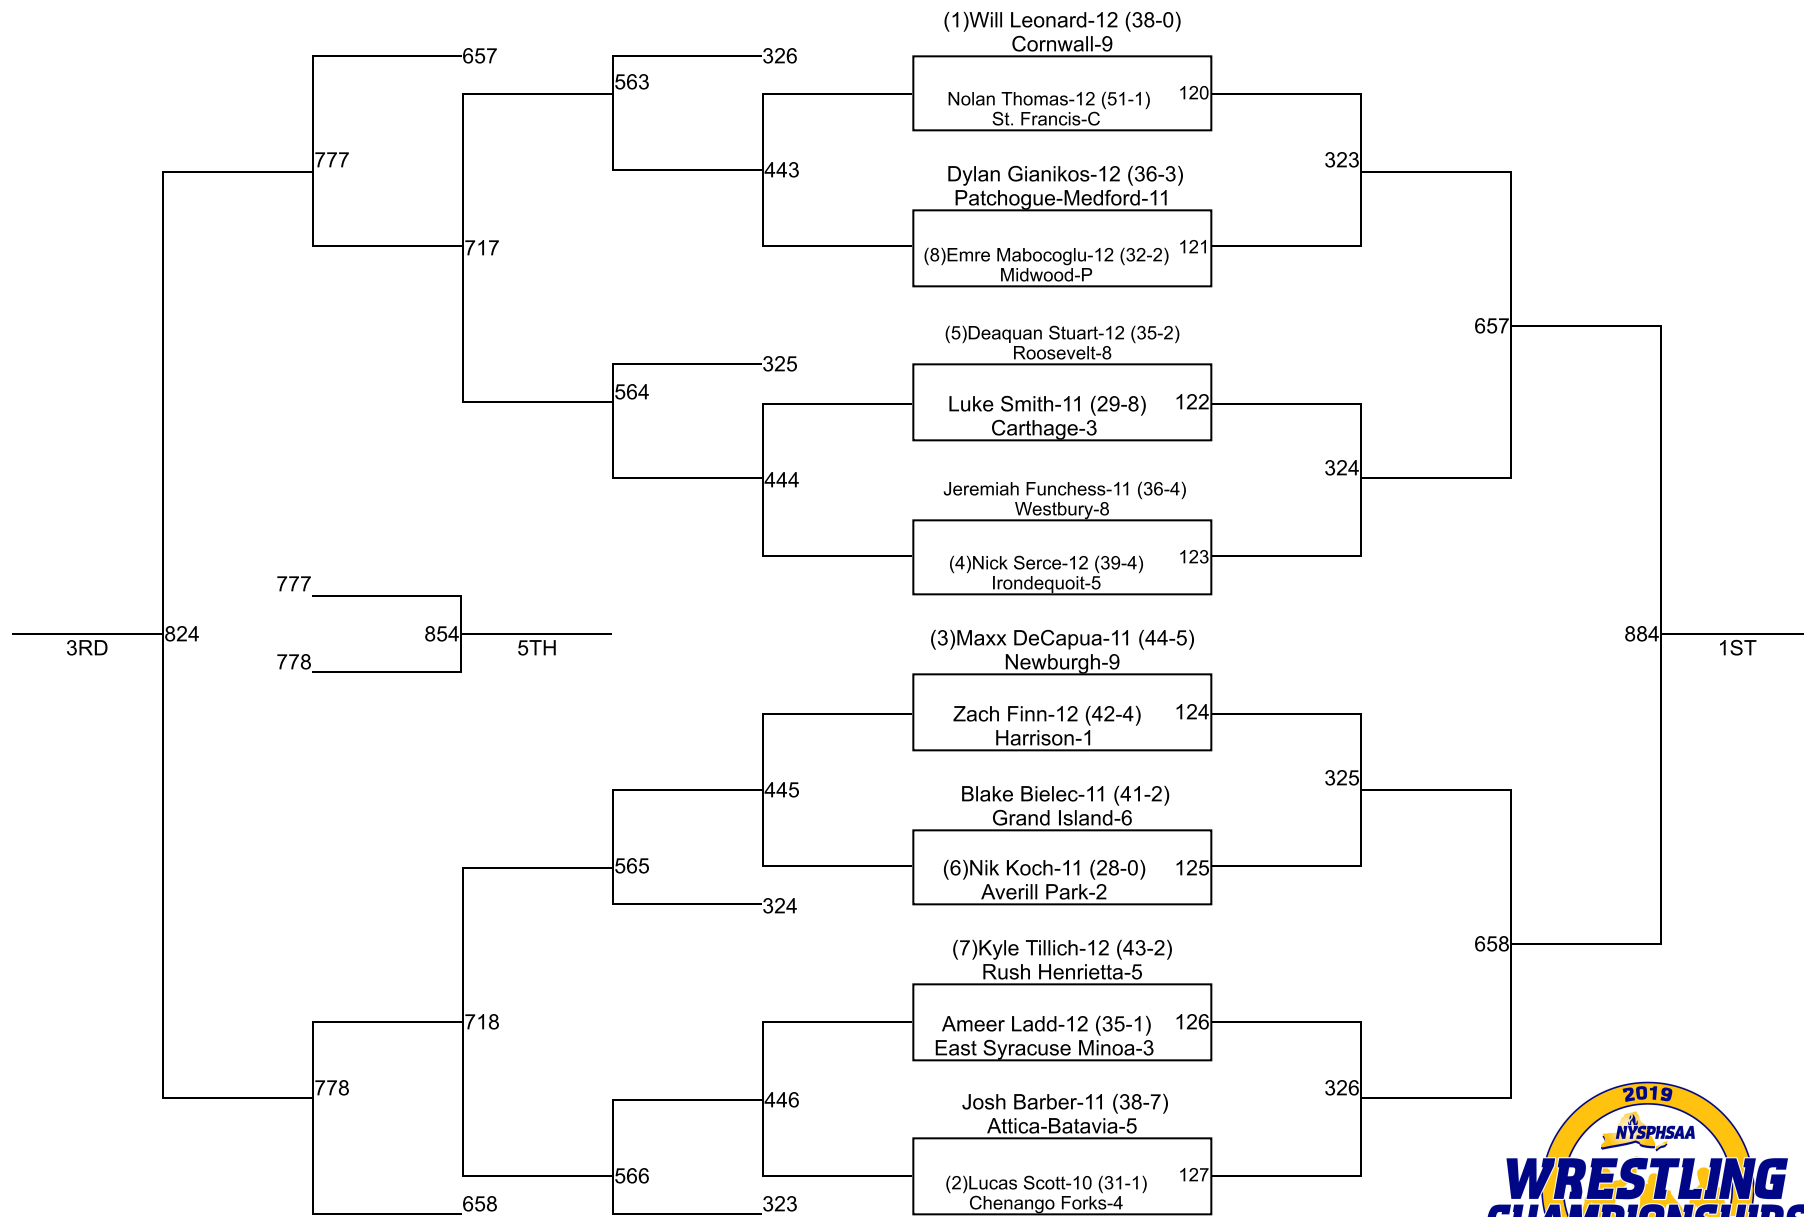 (1)Will Leonard-12 (38-0)
Cornwall-9
657
326
563
Nolan Thomas-12 (51-1)
120
St. Francis-C
777
443
Dylan Gianikos-12 (36-3)
323
Patchogue-Medford-11
717
(8)Emre Mabocoglu-12 (32-2)
121
Midwood-P
657
(5)Deaquan Stuart-12 (35-2)
Roosevelt-8
325
564
Luke Smith-11 (29-8)
122
Carthage-3
444
324
Jeremiah Funchess-11 (36-4)
Westbury-8
(4)Nick Serce-12 (39-4)
123
Irondequoit-5
777
3RD
824
854
5TH
778
(3)Maxx DeCapua-11 (44-5)
Newburgh-9
884
1ST
Zach Finn-12 (42-4)
124
Harrison-1
445
Blake Bielec-11 (41-2)
325
Grand Island-6
565
(6)Nik Koch-11 (28-0)
125
Averill Park-2
324
(7)Kyle Tillich-12 (43-2)
658
Rush Henrietta-5
718
Ameer Ladd-12 (35-1)
126
East Syracuse Minoa-3
778
446
Josh Barber-11 (38-7)
326
Attica-Batavia-5
566
(2)Lucas Scott-10 (31-1)
127
Chenango Forks-4
658
323
2019
NYSPHSAA
WRESTLING
CHAMPIONSHIPS